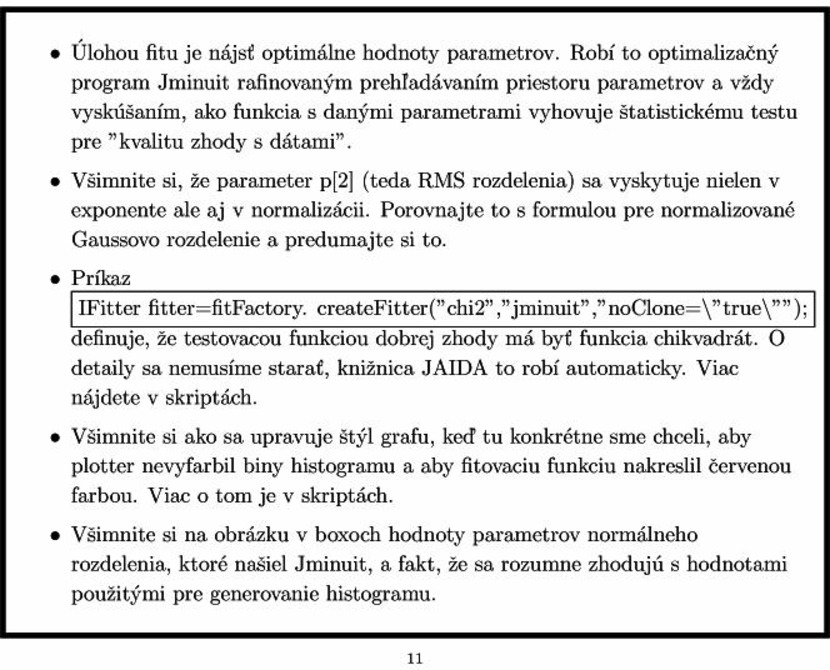 • Úlohou fitu je nájsť optimálne hodnoty parametrov. Robí to optimalizačný
program Jminuit rafinovaným prehľadávaním priestoru parametrov a vždy
vyskúšaním, ako funkcia s danými parametrami vyhovuje štatistickému testu
pre ”kvalitu zhody s dátami”.
• Všimnite si, že parameter p[2] (teda RMS rozdelenia) sa vyskytuje nielen v
exponente ale aj v normalizácii. Porovnajte to s formulou pre normalizované
Gaussovo rozdelenie a predumajte si to.
• Príkaz
IFitter fitter=fitFactory. createFitter(”chi2”,”jminuit”,”noClone=\”true\””);
definuje, že testovacou funkciou dobrej zhody má byť funkcia chikvadrát. O
detaily sa nemusíme starať, knižnica JAIDA to robí automaticky. Viac
nájdete v skriptách.
• Všimnite si ako sa upravuje štýl grafu, keď tu konkrétne sme chceli, aby
plotter nevyfarbil biny histogramu a aby fitovaciu funkciu nakreslil červenou
farbou. Viac o tom je v skriptách.
• Všimnite si na obrázku v boxoch hodnoty parametrov normálneho
rozdelenia, ktoré našiel Jminuit, a fakt, že sa rozumne zhodujú s hodnotami
použitými pre generovanie histogramu.
11